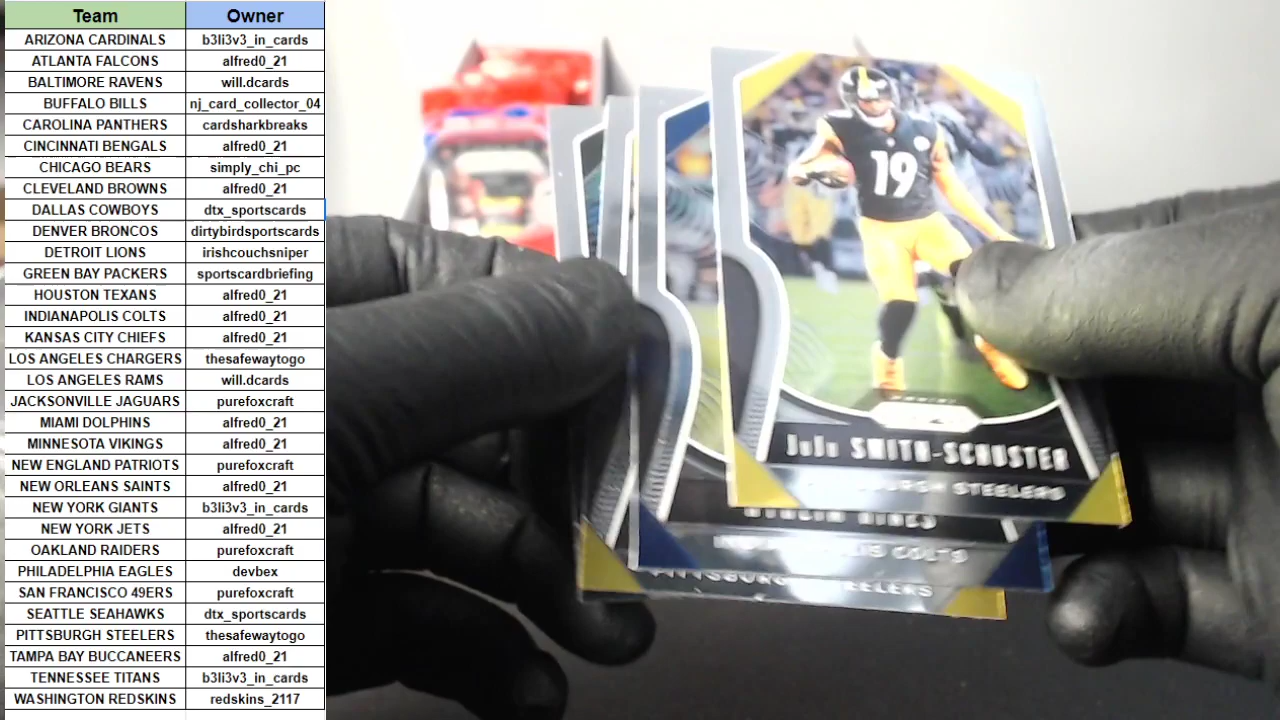 Team Owner
ARIZONA CARDINALS b3li3v3_in_cards
ATLANTA FALCONS alfred0_21
BALTIMORE RAVENS will.dcards
BUFFALO BILLS nj_card_collector_04
CAROLINA PANTHERS cardsharkbreaks
CINCINNATI BENGALS alfred0_21
CHICAGO BEARS simply_chi_pc
CLEVELAND BROWNS alfred0_21
DALLAS COWBOYS dtx_sportscards
DENVER BRONCOS dirtybirdsportscards
DETROIT LIONS irishcouchsniper
GREEN BAY PACKERS sportscardbriefing
HOUSTON TEXANS alfred0_21
INDIANAPOLIS COLTS alfred0_21
KANSAS CITY CHIEFS alfred0_21
LOS ANGELES CHARGERS thesafewaytogo
LOS ANGELES RAMS will.dcards
JACKSONVILLE JAGUARS purefoxcraft
MIAMI DOLPHINS alfred0_21
MINNESOTA VIKINGS alfred0_21
NEW ENGLAND PATRIOTS purefoxcraft
NEW ORLEANS SAINTS alfred0_21
NEW YORK GIANTS b3li3v3_in_cards
NEW YORK JETS alfred0_21
OAKLAND RAIDERS purefoxcraft
PHILADELPHIA EAGLES devbex
SAN FRANCISCO 49ERS purefoxcraft
SEATTLE SEAHAWKS dtx_sportscards
PITTSBURGH STEELERS thesafewaytogo
TAMPA BAY BUCCANEERS alfred0_21
TENNESSEE TITANS b3li3v3_in_cards
WASHINGTON REDSKINS redskins_2117
19
JuJu SMITH-SCHUSTER
STEELERS
HINES
COLTS
PITTSBURGH STEELERS